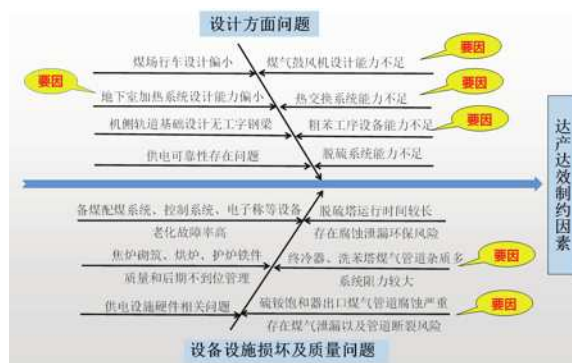 设计方面问题
煤场行车设计偏小
煤气鼓风机设计能力不足
要因
要因
地下室加热系统设计能力偏小
热交换系统能力不足
要因
机侧轨道基础设计无工字钢梁
粗苯工序设备能力不足
要因
供电可靠性存在问题
脱硫系统能力不足
达产达效制约因素
备煤配煤系统、控制系统、电子称等设备
老化故障率高
脱硫塔运行时间较长
存在腐蚀泄漏环保风险
焦炉砌筑、烘炉、护炉铁件
质量和后期不到位管理
终冷器、洗苯塔煤气管道杂质多
系统阻力较大
要因
供电设施硬件相关问题
硫铵饱和器出口煤气管道腐蚀严重
存在煤气泄漏以及管道断裂风险
要因
设备设施损坏及质量问题